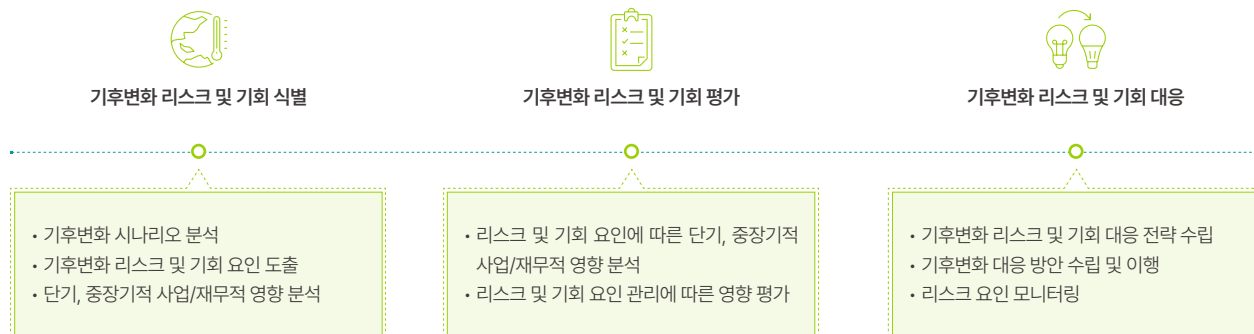 기후변화 리스크 및 기회 식별
• 기후변화 시나리오 분석
• 기후변화 리스크 및 기회 요인 도출
• 단기, 중장기적 사업/재무적 영향 분석
기후변화 리스크 및 기회 평가
• 리스크 및 기회 요인에 따른 단기, 중장기적
사업/재무적 영향 분석
• 리스크 및 기회 요인 관리에 따른 영향 평가
기후변화 리스크 및 기회 대응
• 기후변화 리스크 및 기회 대응 전략 수립
• 기후변화 대응 방안 수립 및 이행
• 리스크 요인 모니터링